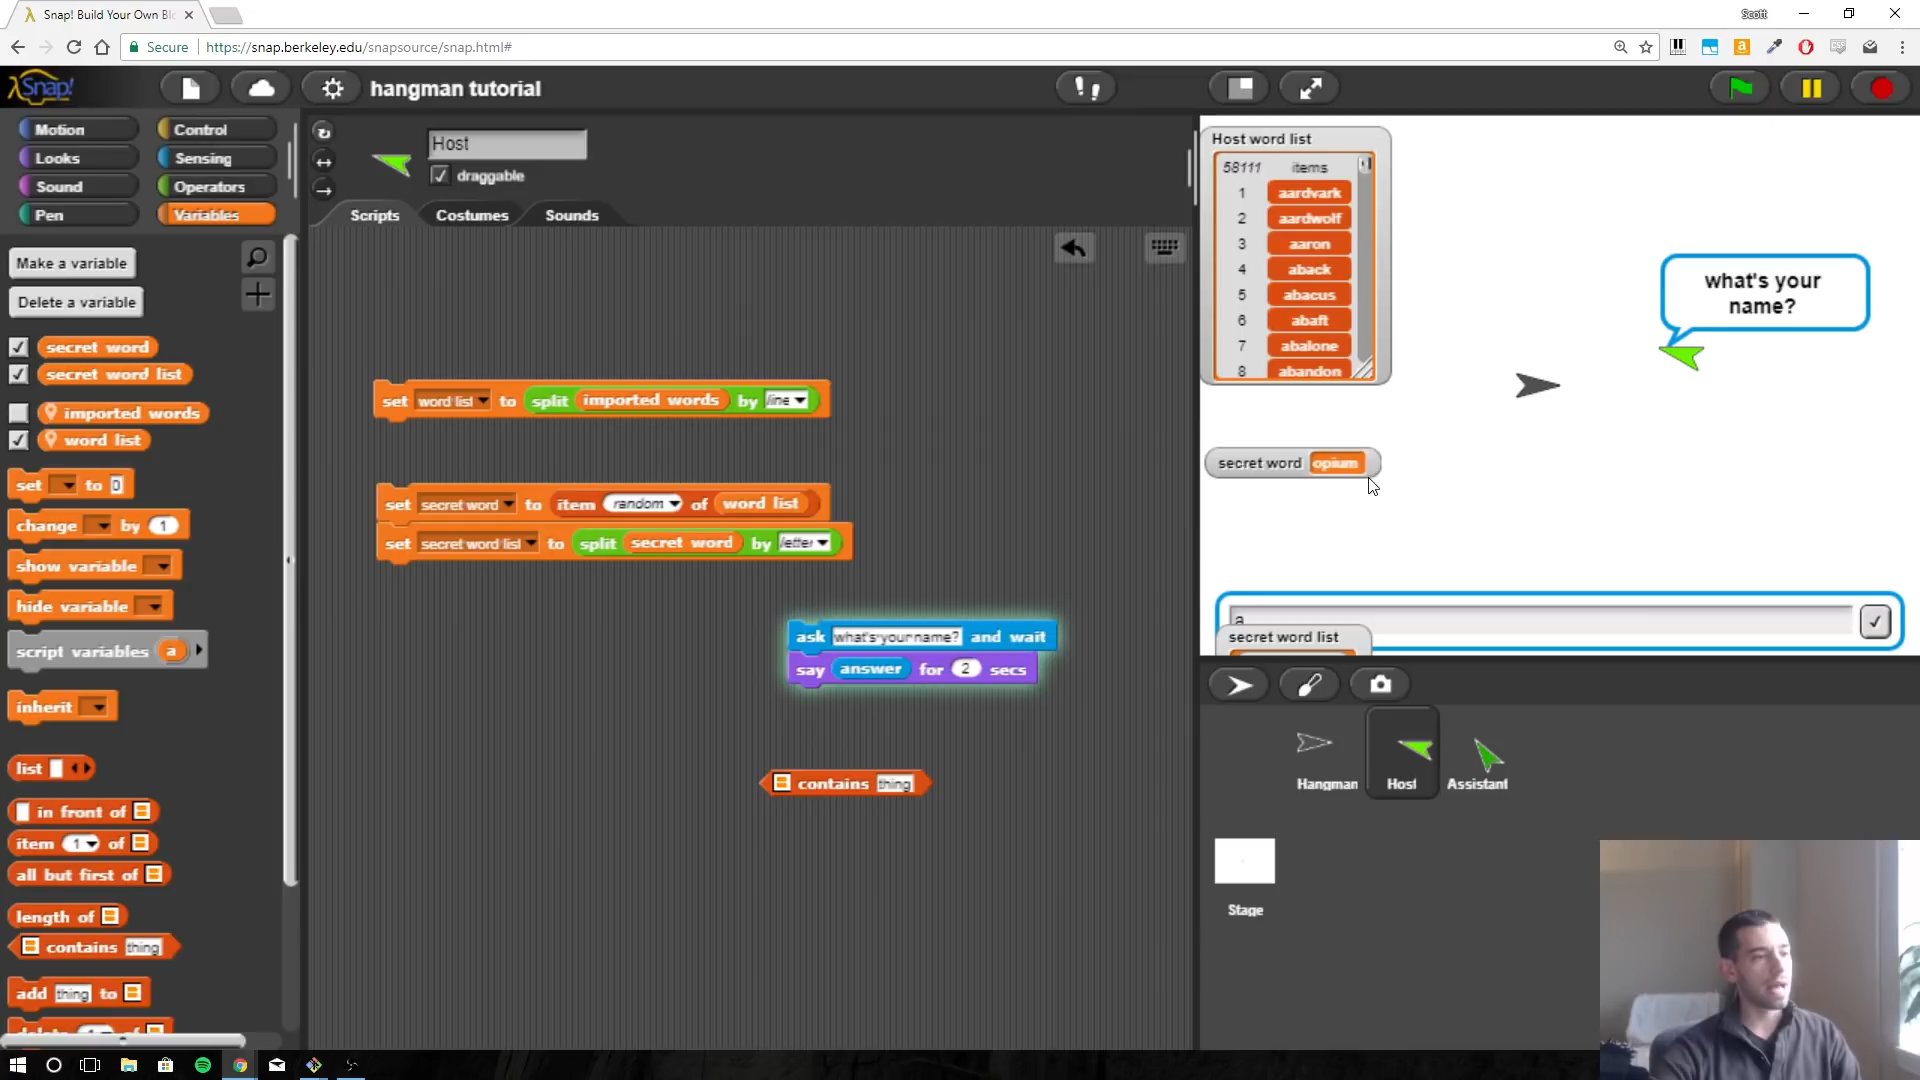 Snap! Build Your Own Bl
Scott
Secure
https://snap.berkeley.edu/snapsource/snap.html#
Snap!
hangman tutorial
Motion
Looks
Sound
Pen
Control
Sensing
Operators
Variables
Make a variable
Delete a variable
secret word
secret word list
imported words
word list
set to 0
change by 1
show variable
hide variable
script variables a
inherit
list
in front of
item 1 of
all but first of
length of
contains thing
add thing to
Host
draggable
Scripts
Costumes
Sounds
set word list to split imported words by line
set secret word to item random of word list
set secret word list to split secret word by letter
ask what's your name? and wait
say answer for 2 secs
contains thing
Host word list
58111 items
1 aardvark
2 aardwolf
3 aaron
4 aback
5 abacus
6 abaft
7 abalone
8 abandon
what's your
name?
secret word opium
a
secret word list
Hangman
Host
Assistant
Stage